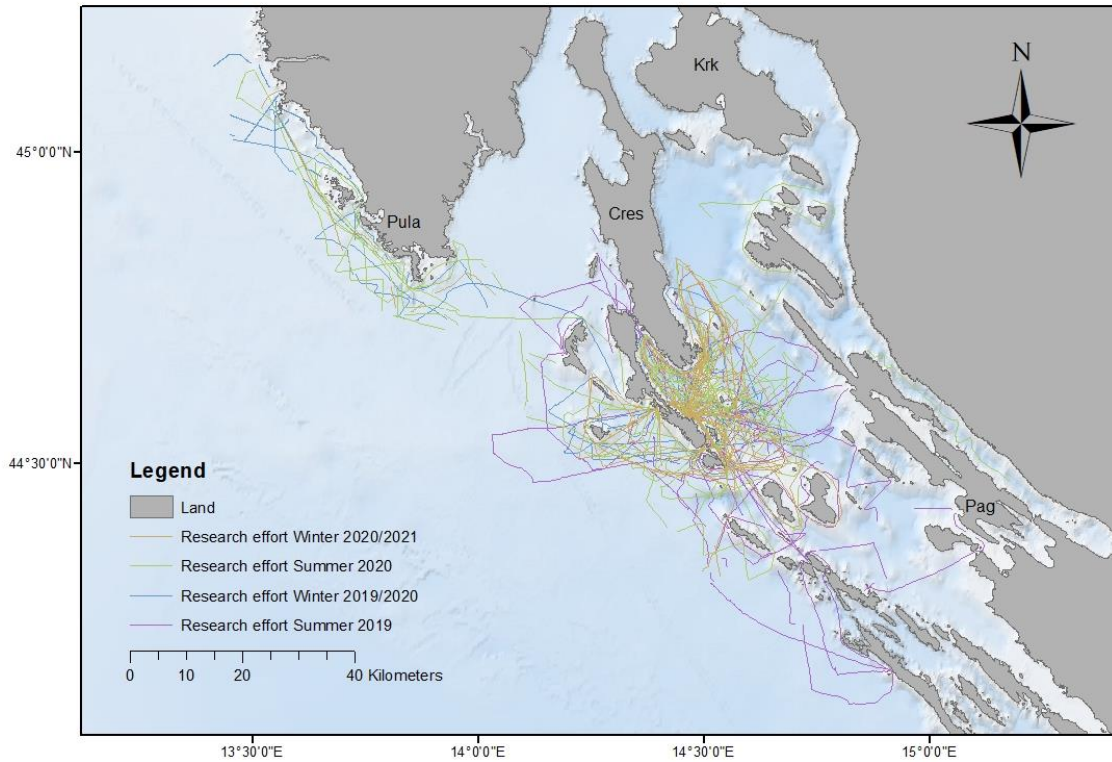 N
Krk
45°0'0"N
Cres
Pula
44°30'0"N
Legend
Land
Pag
Research effort Winter 2020/2021
Research effort Summer 2020
Research effort Winter 2019/2020
Research effort Summer 2019
0 10 20 40 Kilometers
13°30'0"E 14°0'0"E 14°30'0"E 15°0'0"E